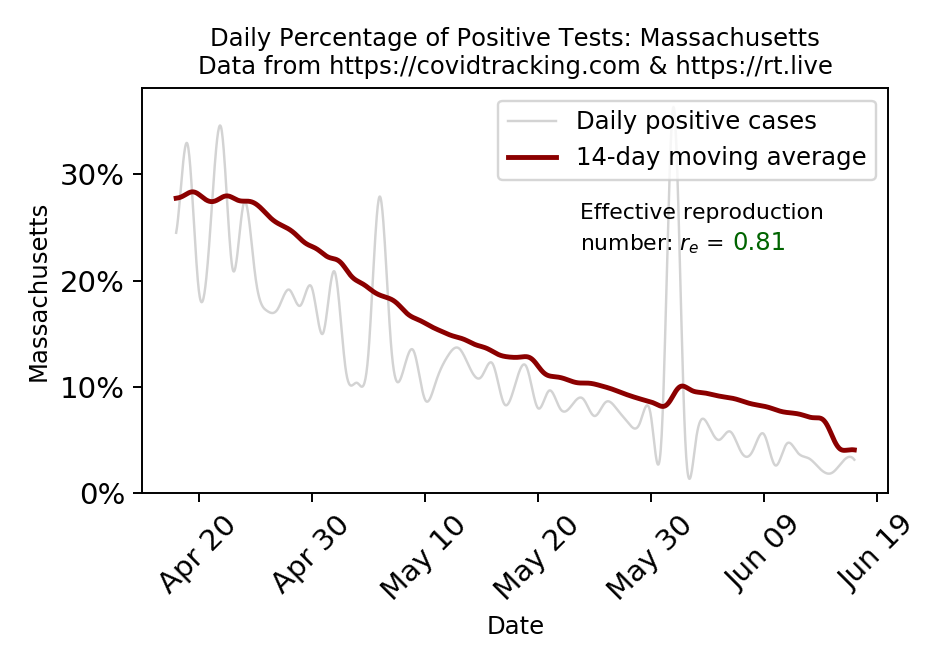 Daily Percentage of Positive Tests: Massachusetts
Data from https://covidtracking.com & https://rt.live
Daily positive cases
14-day moving average
Effective reproduction
number: rₑ = 0.81
Massachusetts
30%
20%
10%
0%
Apr 20
Apr 30
May 10
May 20
May 30
Jun 09
Jun 19
Date